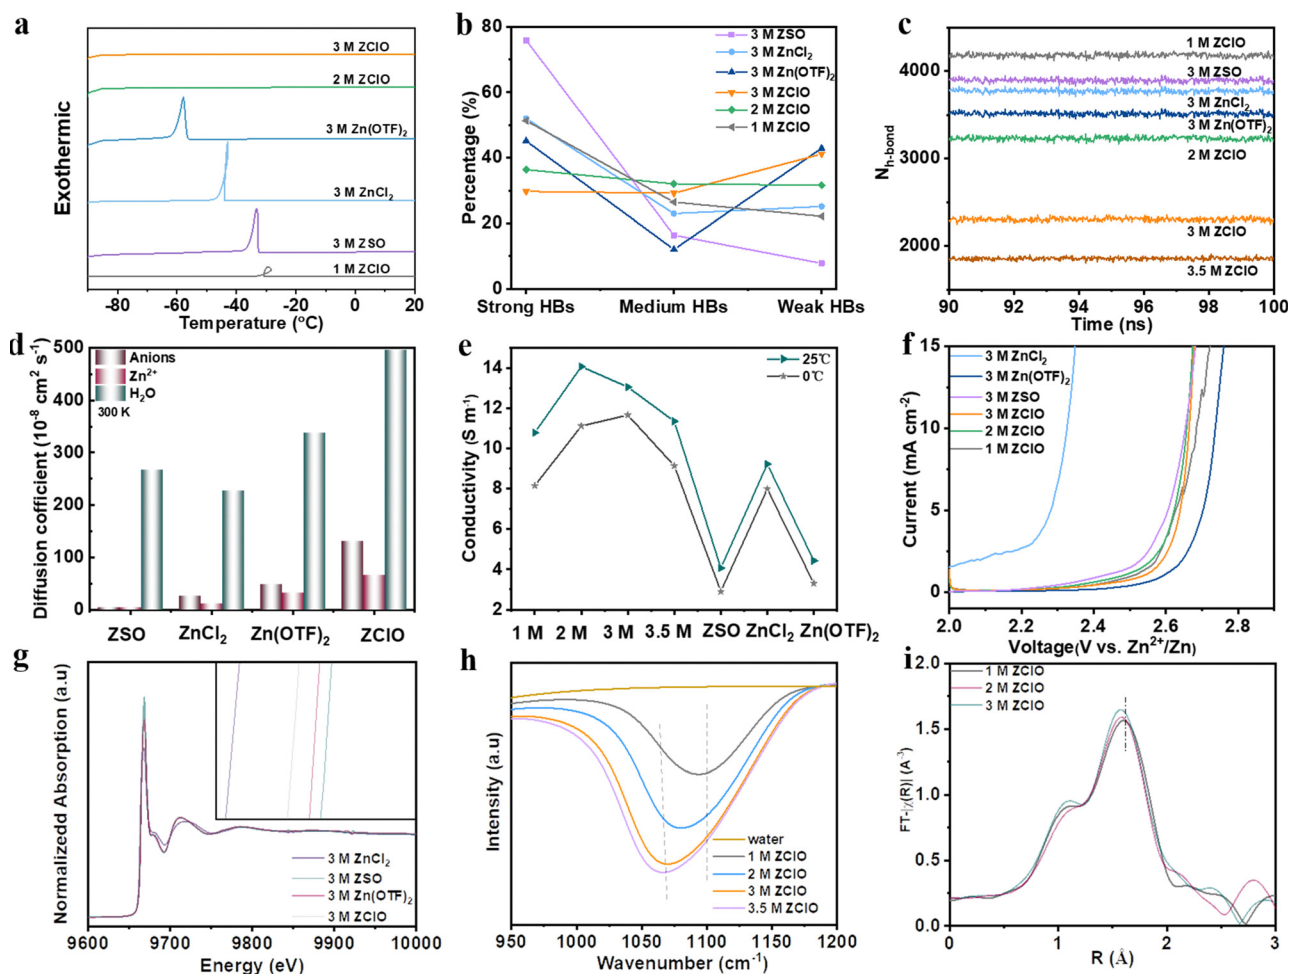 a
3 M ZClO
2 M ZClO
3 M Zn(OTF)₂
3 M ZnCl₂
3 M ZSO
1 M ZClO
Exothermic
-80 -60 -40 -20 0 20
Temperature (°C)
b
3 M ZSO
3 M ZnCl₂
3 M Zn(OTF)₂
3 M ZClO
2 M ZClO
1 M ZClO
Percentage (%)
80
60
40
20
0
Strong HBs Medium HBs Weak HBs
c
1 M ZClO
3 M ZSO
3 M ZnCl₂
3 M Zn(OTF)₂
2 M ZClO
3 M ZClO
3.5 M ZClO
N h-bond
4000
3000
2000
90 92 94 96 98 100
Time (ns)
d
Anions
Zn²⁺
H₂O
300 K
Diffusion cofficient (10⁻⁸ cm² s⁻¹)
500
400
300
200
100
0
ZSO ZnCl₂ Zn(OTF)₂ ZClO
e
25℃
0℃
Conductivity (S m⁻¹)
16
14
12
10
8
6
4
2
1 M 2 M 3 M 3.5 M ZSO ZnCl₂ Zn(OTF)₂
f
3 M ZnCl₂
3 M Zn(OTF)₂
3 M ZSO
3 M ZClO
2 M ZClO
1 M ZClO
Current (mA cm⁻²)
15
10
5
0
2.0 2.2 2.4 2.6 2.8
Voltage(V vs. Zn²⁺/Zn)
g
Normalizedd Absorption (a.u)
3 M ZnCl₂
3 M ZSO
3 M Zn(OTF)₂
3 M ZClO
9600 9700 9800 9900 10000
Energy (eV)
h
Intensity (a.u)
water
1 M ZClO
2 M ZClO
3 M ZClO
3.5 M ZClO
950 1000 1050 1100 1150 1200
Wavenumber (cm⁻¹)
i
1 M ZClO
2 M ZClO
3 M ZClO
FT-|χ(R)| (A⁻³)
2.0
1.5
1.0
0.5
0.0
0 1 2 3
R (Å)